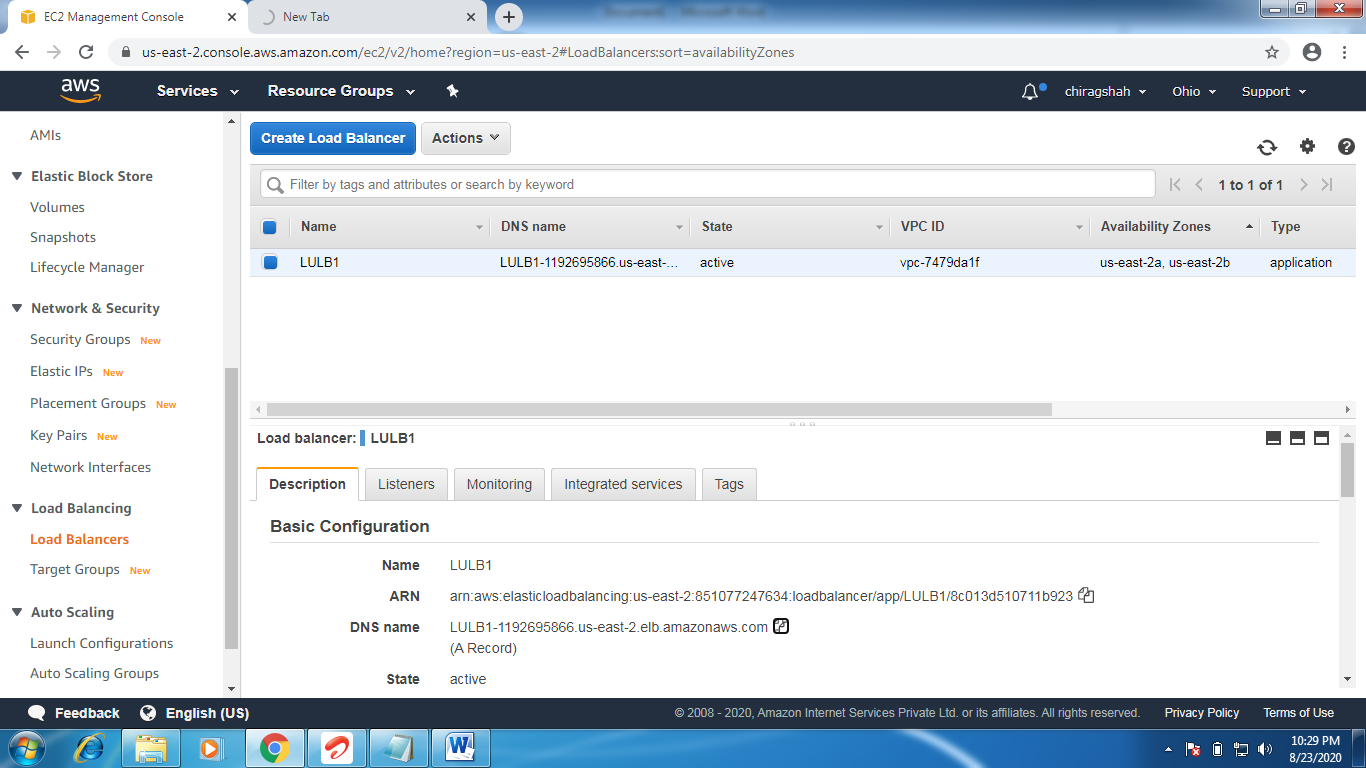 EC2 Management Console
New Tab
us-east-2.console.aws.amazon.com/ec2/v2/home?region=us-east-2#LoadBalancers:sort=availabilityZones
aws Services Resource Groups chiragshah Ohio Support
AMIs
Elastic Block Store
Volumes
Snapshots
Lifecycle Manager
Network & Security
Security Groups New
Elastic IPs New
Placement Groups New
Key Pairs New
Network Interfaces
Load Balancing
Load Balancers
Target Groups New
Auto Scaling
Launch Configurations
Auto Scaling Groups
Create Load Balancer Actions
Filter by tags and attributes or search by keyword 1 to 1 of 1
Name DNS name State VPC ID Availability Zones Type
LULB1 LULB1-1192695866.us-east-... active vpc-7479da1f us-east-2a, us-east-2b application
Load balancer: LULB1
Description Listeners Monitoring Integrated services Tags
Basic Configuration
Name LULB1
ARN arn:aws:elasticloadbalancing:us-east-2:851077247634:loadbalancer/app/LULB1/8c013d510711b923
DNS name LULB1-1192695866.us-east-2.elb.amazonaws.com
(A Record)
State active
Feedback English (US) © 2008 - 2020, Amazon Internet Services Private Ltd. or its affiliates. All rights reserved. Privacy Policy Terms of Use
10:29 PM
8/23/2020